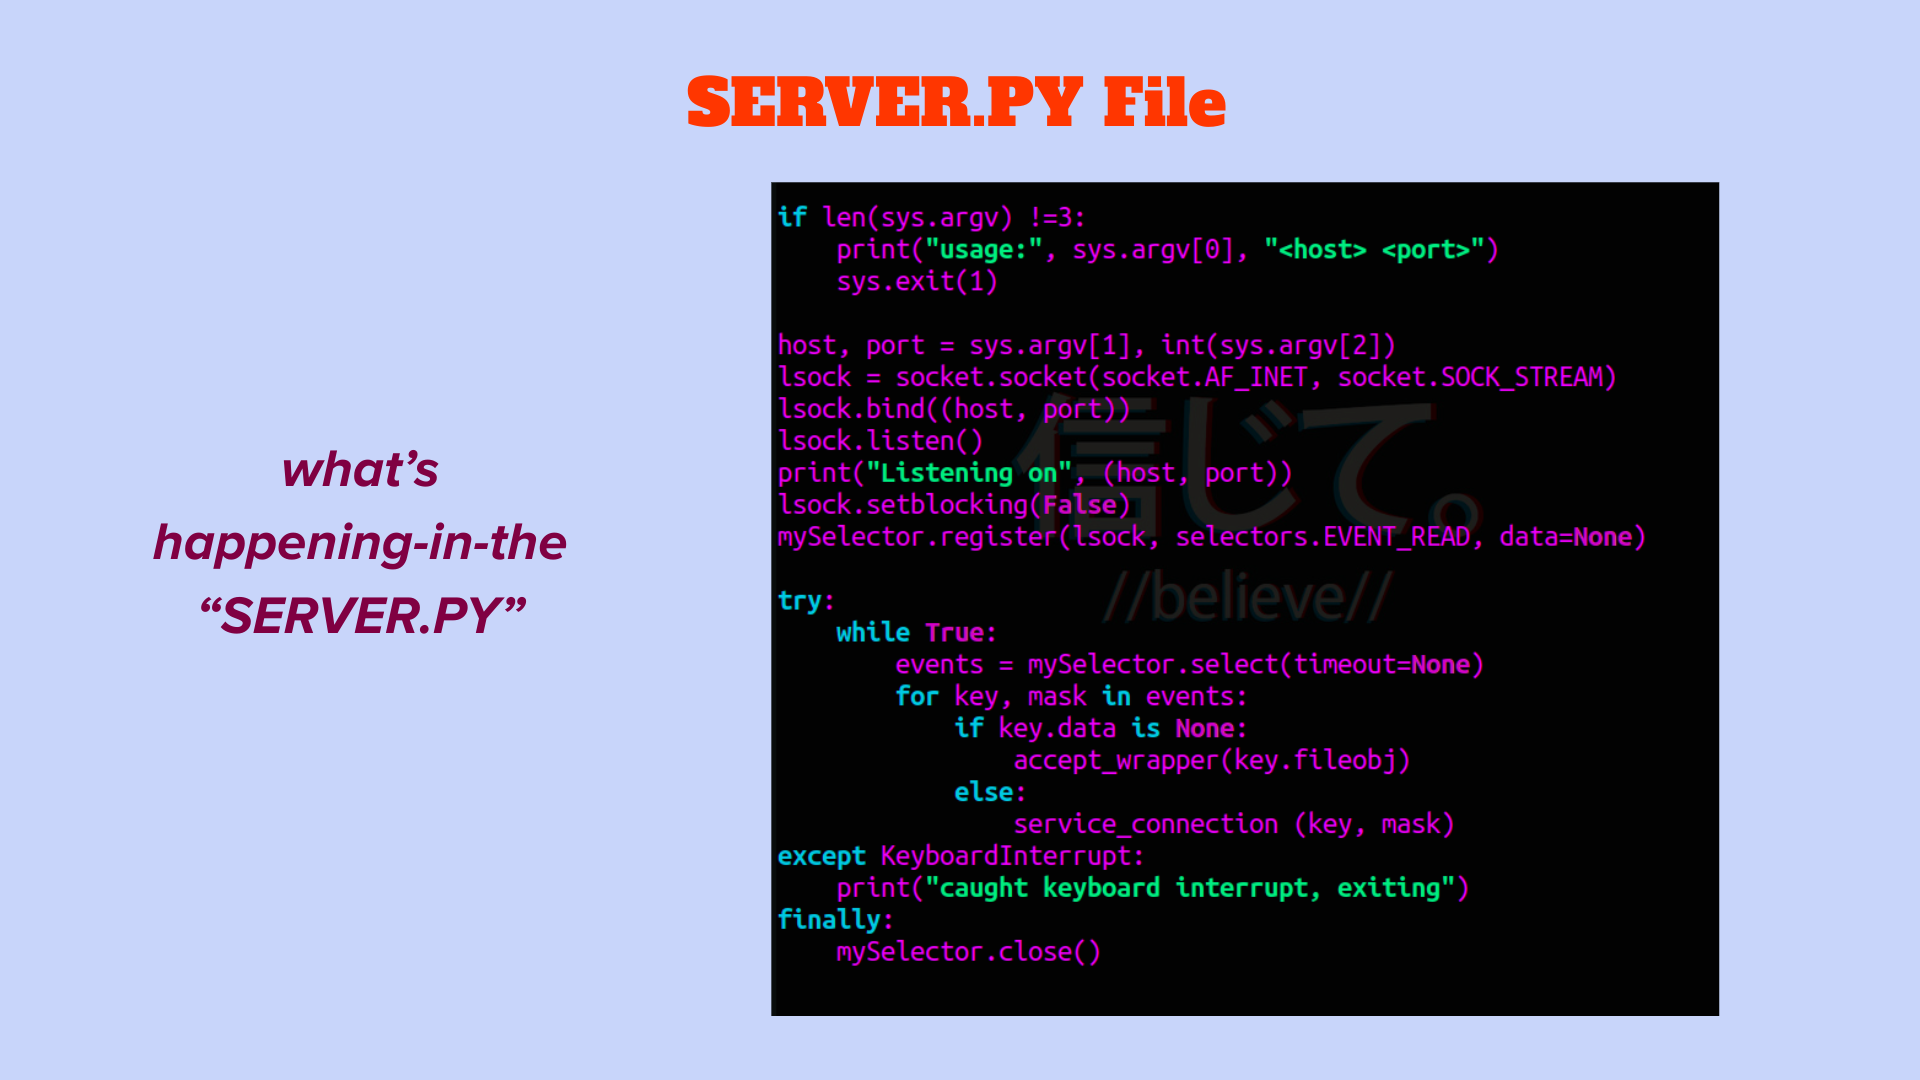 SERVER.PY File
what’s
happening-in-the
“SERVER.PY”
if len(sys.argv) !=3:
    print("usage:", sys.argv[0], "<host> <port>")
    sys.exit(1)
host, port = sys.argv[1], int(sys.argv[2])
lsock = socket.socket(socket.AF_INET, socket.SOCK_STREAM)
lsock.bind((host, port))
lsock.listen()
print("Listening on", (host, port))
lsock.setblocking(False)
mySelector.register(lsock, selectors.EVENT_READ, data=None)
try:
    while True:
        events = mySelector.select(timeout=None)
        for key, mask in events:
            if key.data is None:
                accept_wrapper(key.fileobj)
            else:
                service_connection (key, mask)
except KeyboardInterrupt:
    print("caught keyboard interrupt, exiting")
finally:
    mySelector.close()
信じて。
//believe//